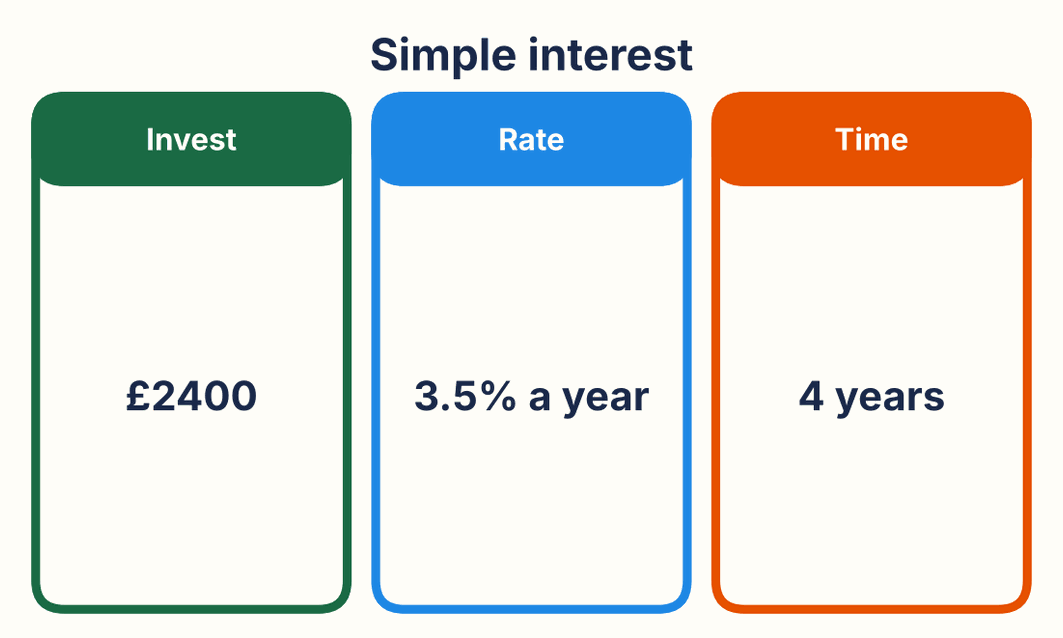 Simple interest
Invest
£2400
Rate
3.5% a year
Time
4 years